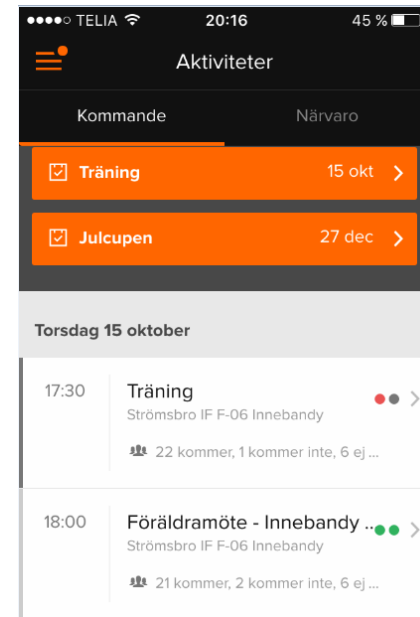 TELIA 20:16 45 %
Aktiviteter
Kommande Närvaro
Träning 15 okt
Julcupen 27 dec
Torsdag 15 oktober
17:30 Träning
Strömsbro IF F-06 Innebandy
22 kommer, 1 kommer inte, 6 ej ...
18:00 Föräldramöte - Innebandy ..
Strömsbro IF F-06 Innebandy
21 kommer, 2 kommer inte, 6 ej ...